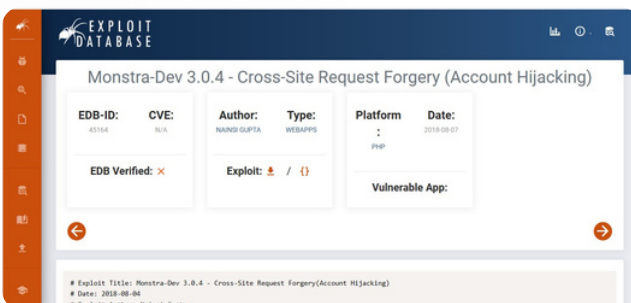 EXPLOIT
DATABASE
Monstra-Dev 3.0.4 - Cross-Site Request Forgery (Account Hijacking)
EDB-ID: CVE:
45164 N/A
EDB Verified: ×
Author: Type:
NAINSI GUPTA WEBAPPS
Exploit: / {}
Platform Date:
: 2018-08-07
PHP
Vulnerable App:
# Exploit Title: Monstra-Dev 3.0.4 - Cross-Site Request Forgery(Account Hijacking)
# Date: 2018-08-04